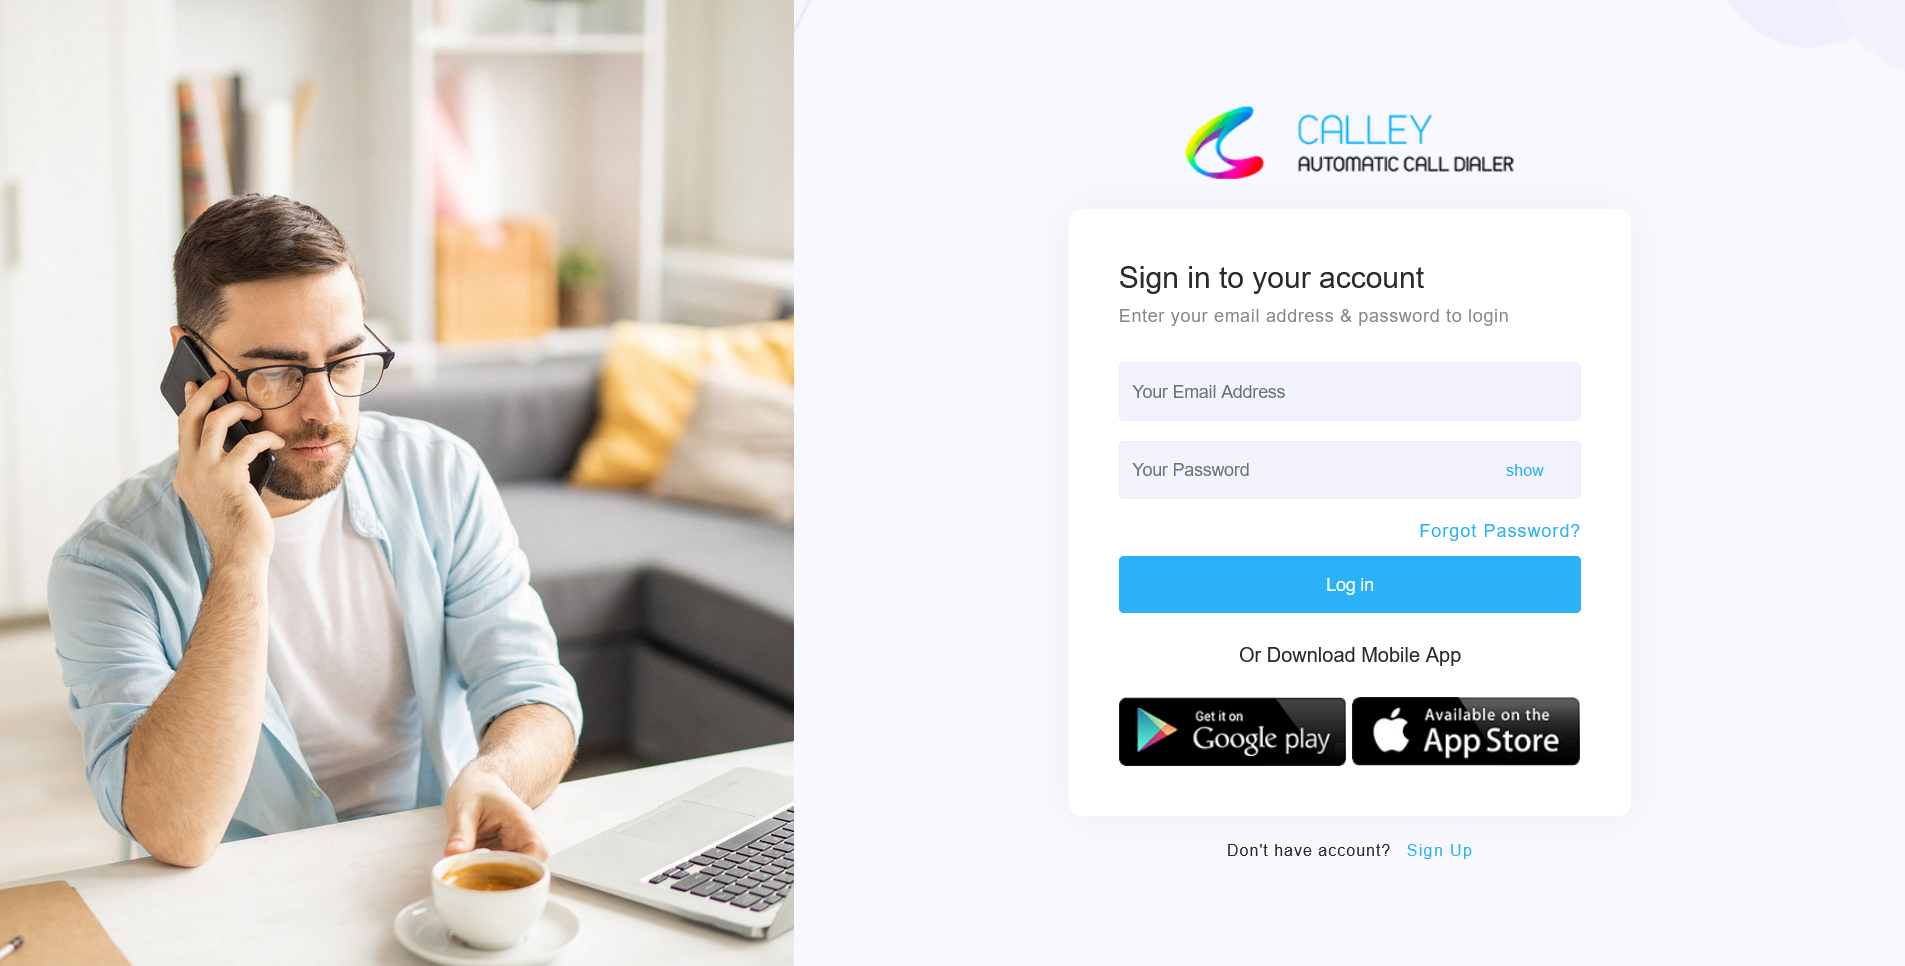 CALLEY
AUTOMATIC CALL DIALER
Sign in to your account
Enter your email address & password to login
Your Email Address
Your Password
show
Forgot Password?
Log in
Or Download Mobile App
Get it on
Google play
Available on the
App Store
Don't have account? Sign Up